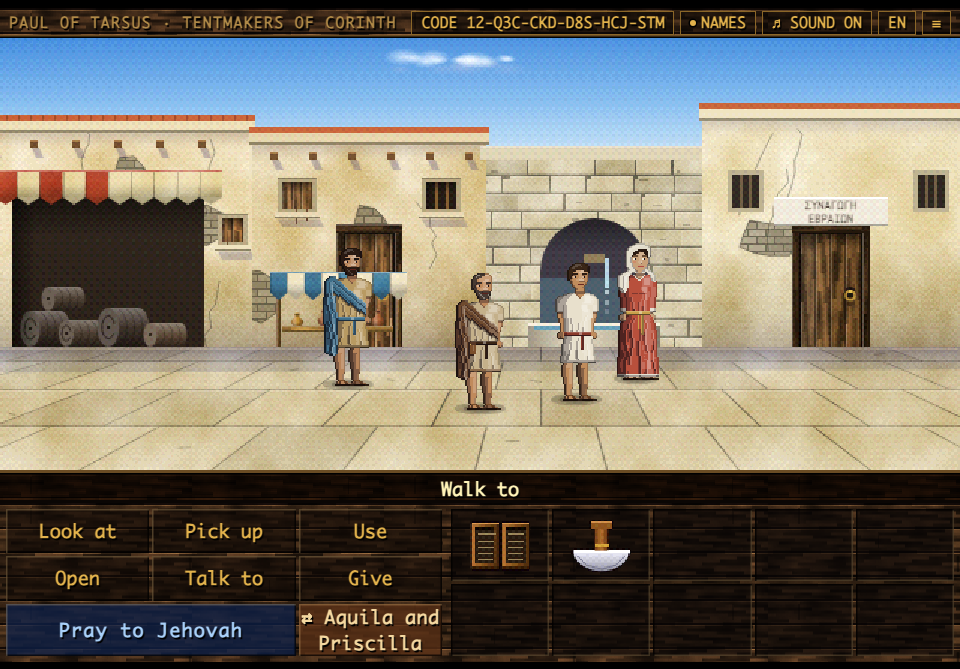 PAUL OF TARSUS · TENTMAKERS OF CORINTH
CODE 12-Q3C-CKD-D8S-HCJ-STM
• NAMES
♬ SOUND ON
EN
≡
ΣΥΝΑΓΩΓΗ
ΕΒΡΑΙΩΝ
Walk to
Look at
Pick up
Use
Open
Talk to
Give
Pray to Jehovah
⇄ Aquila and
Priscilla